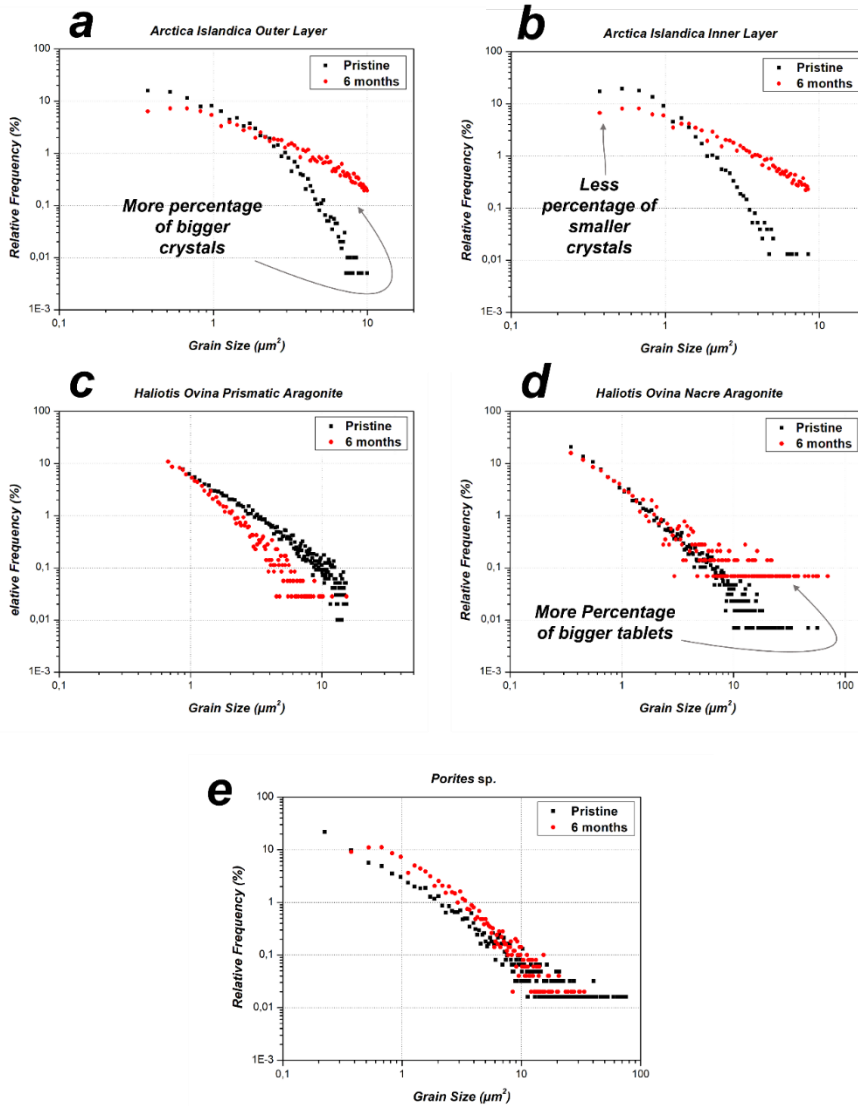 a
Arctica Islandica Outer Layer
100
10
1
0,1
0,01
1E-3
Relative Frequency (%)
Pristine
6 months
More percentage
of bigger
crystals
0,1
1
10
Grain Size (µm²)
b
Arctica Islandica Inner Layer
100
10
1
0,1
0,01
1E-3
Relative Frequency (%)
Pristine
6 months
Less
percentage of
smaller
crystals
0,1
1
10
Grain Size (µm²)
c
Haliotis Ovina Prismatic Aragonite
100
10
1
0,1
0,01
1E-3
elative Frequency (%)
Pristine
6 months
0,1
1
10
Grain Size (µm²)
d
Haliotis Ovina Nacre Aragonite
100
10
1
0,1
0,01
1E-3
Relative Frequency (%)
Pristine
6 months
More Percentage
of bigger tablets
0,1
1
10
100
Grain Size (µm²)
e
Porites sp.
100
10
1
0,1
0,01
1E-3
Relative Frequency (%)
Pristine
6 months
0,1
1
10
100
Grain Size (µm²)